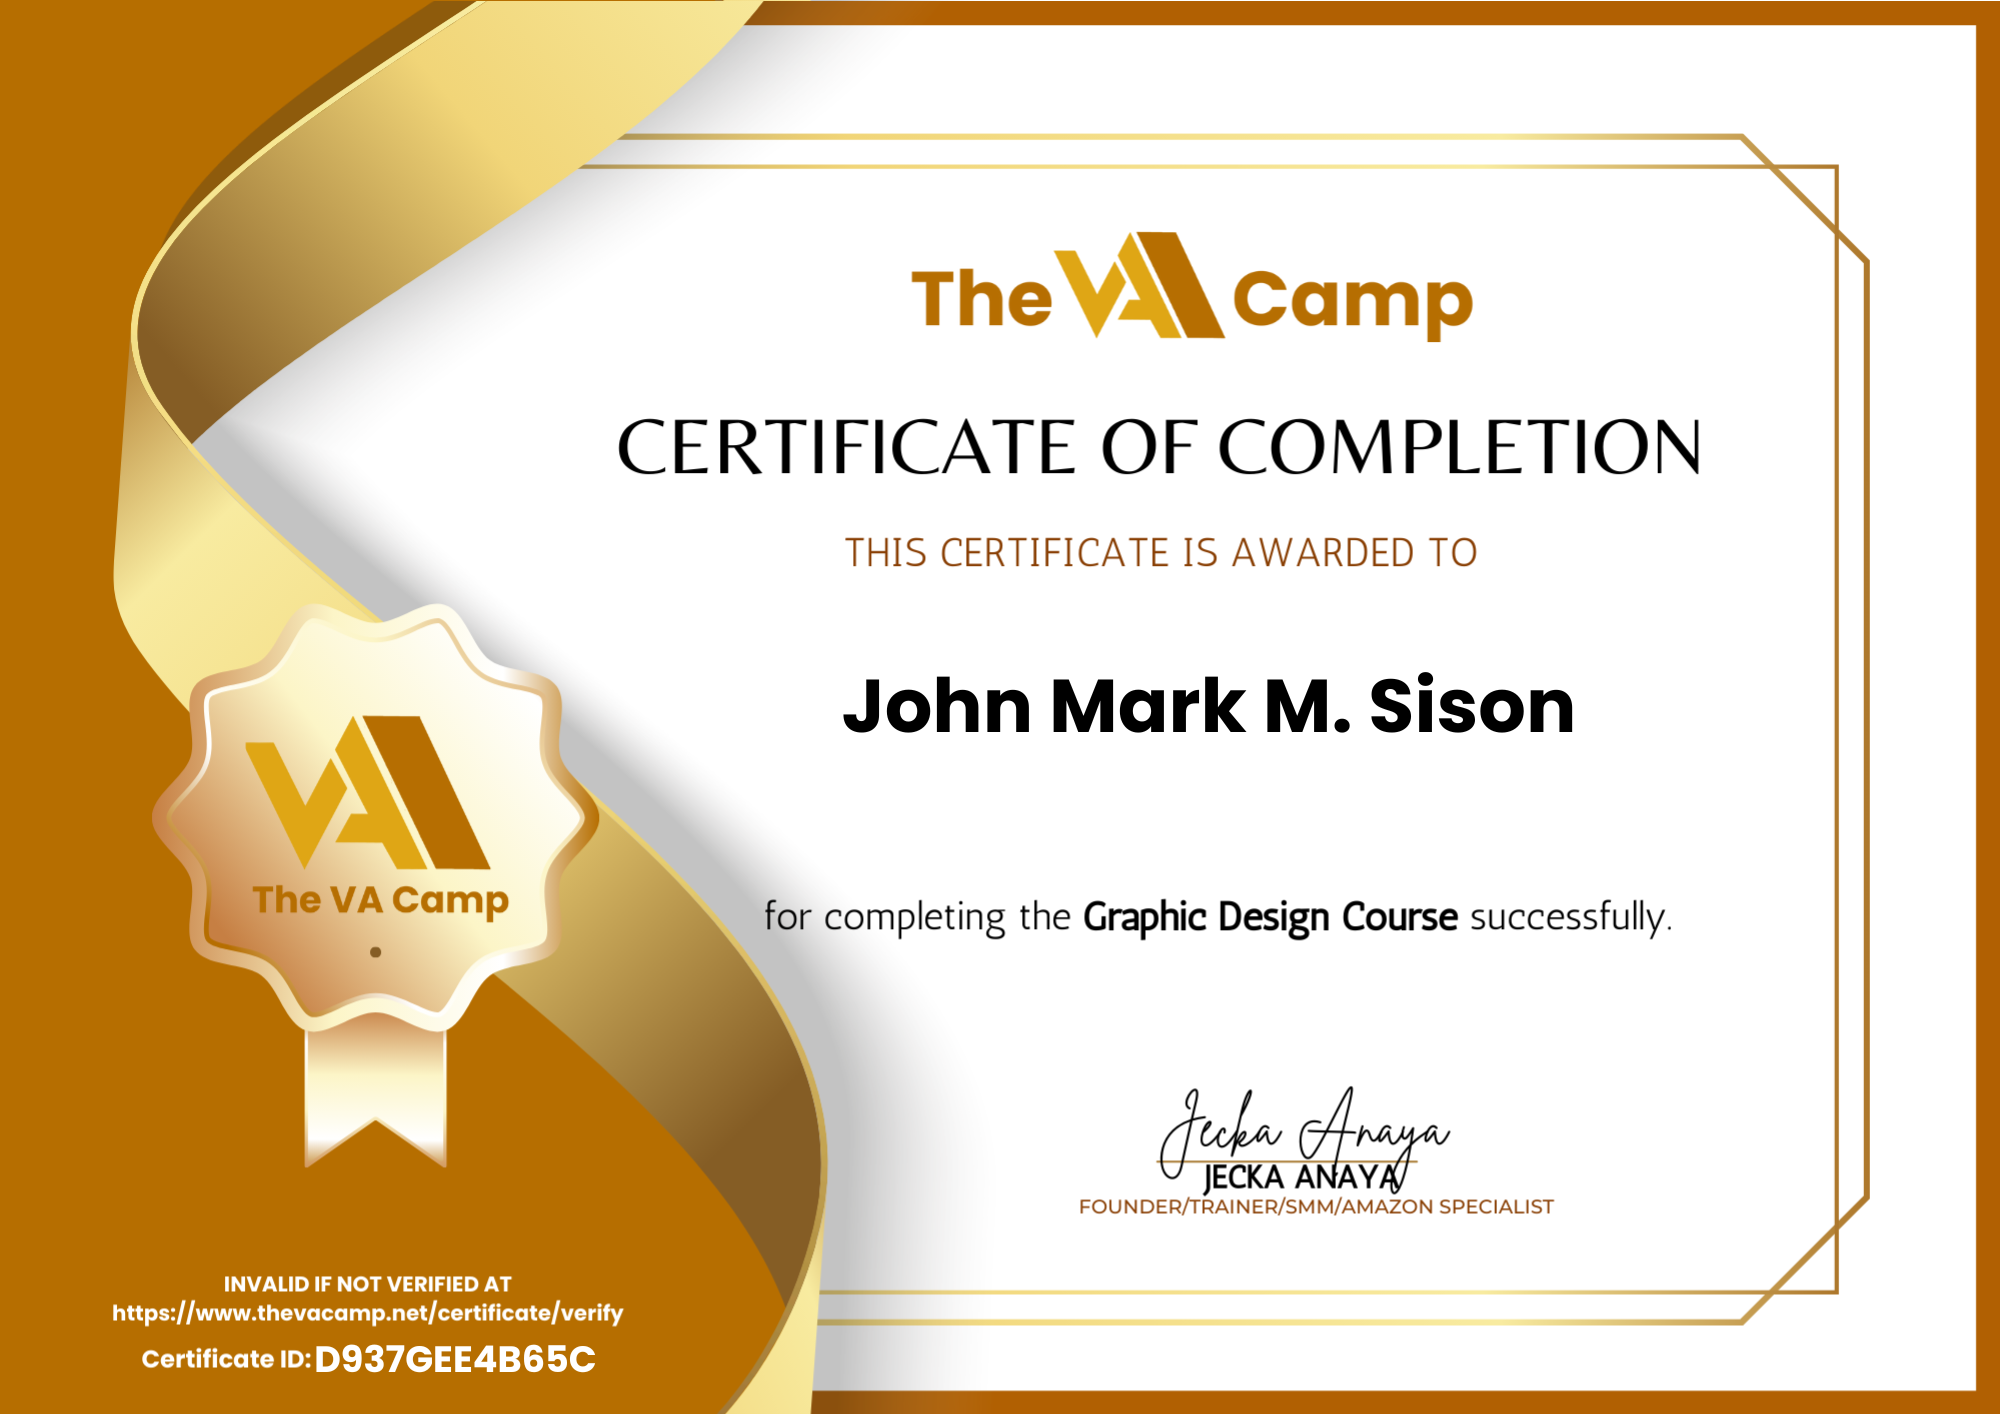 The VA Camp
CERTIFICATE OF COMPLETION
THIS CERTIFICATE IS AWARDED TO
John Mark M. Sison
for completing the Graphic Design Course successfully.
Jecka Anaya
JECKA ANAYA
FOUNDER/TRAINER/SMM/AMAZON SPECIALIST
VA
The VA Camp
INVALID IF NOT VERIFIED AT
https://www.thevacamp.net/certificate/verify
Certificate ID: D937GEE4B65C